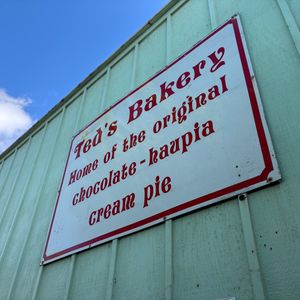 Ted's Bakery
Home of the original
chocolate - haupia
cream pie